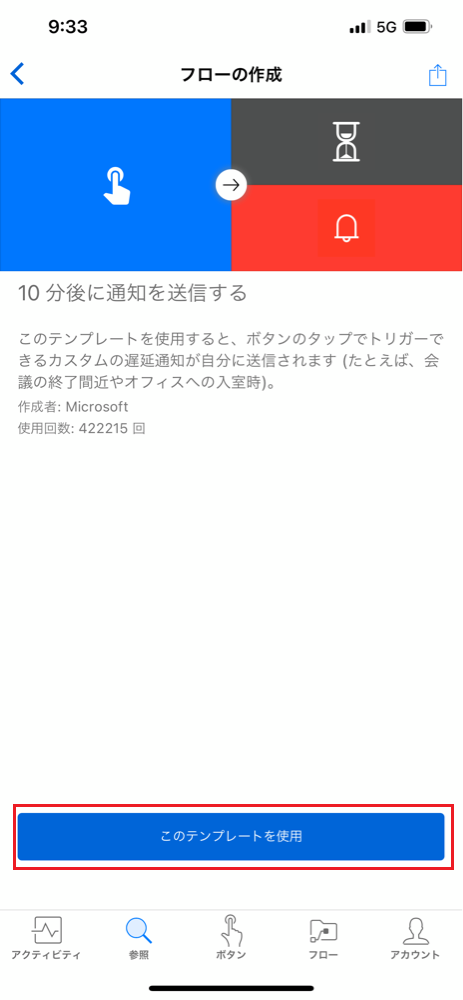 9:33
5G
フローの作成
10 分後に通知を送信する
このテンプレートを使用すると、ボタンのタップでトリガーで
きるカスタムの遅延通知が自分に送信されます (たとえば、会
議の終了間近やオフィスへの入室時)。
作成者: Microsoft
使用回数: 422215 回
このテンプレートを使用
アクティビティ
参照
ボタン
フロー
アカウント